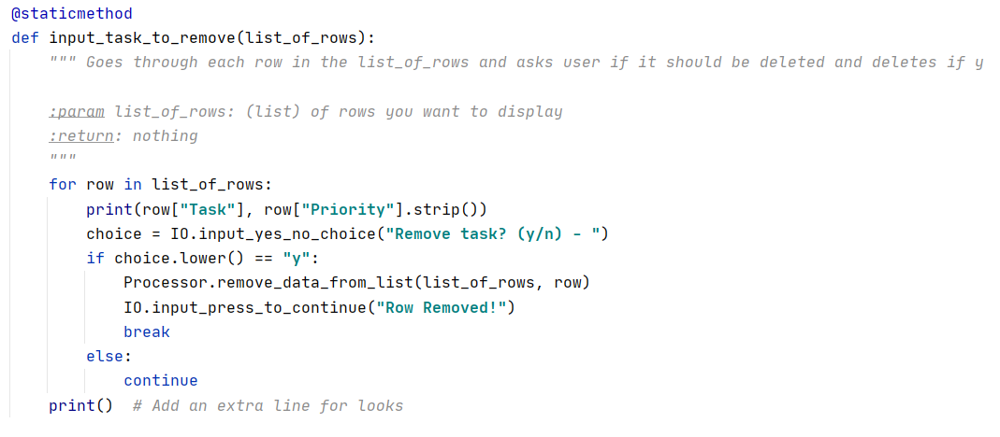 @staticmethod
def input_task_to_remove(list_of_rows):
    """ Goes through each row in the list_of_rows and asks user if it should be deleted and deletes if y

    :param list_of_rows: (list) of rows you want to display
    :return: nothing
    """
    for row in list_of_rows:
        print(row["Task"], row["Priority"].strip())
        choice = IO.input_yes_no_choice("Remove task? (y/n) - ")
        if choice.lower() == "y":
            Processor.remove_data_from_list(list_of_rows, row)
            IO.input_press_to_continue("Row Removed!")
            break
        else:
            continue
    print()  # Add an extra line for looks